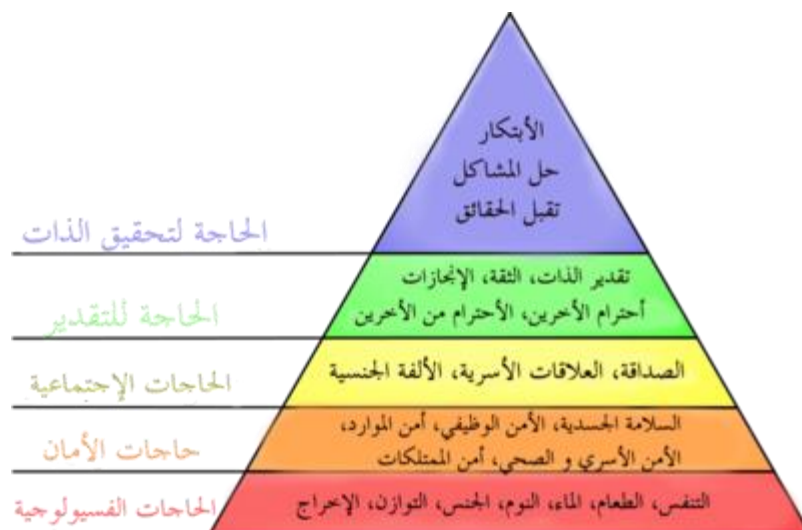 الأبتكار
حل المشاكل
تقبل الحقائق
الحاجة لتحقيق الذات
تقدير الذات، الثقة، الإنجازات
أحترام الأخرين، الأحترام من الأخرين
الحاجة للتقدير
الصداقة، العلاقات الأسرية، الألفة الجنسية
الحاجات الإجتماعية
السلامة الجسدية، الأمن الوظيفي، أمن الموارد،
الأمن الأسري و الصحي، أمن الممتلكات
حاجات الأمان
التنفس، الطعام، الماء، النوم، الجنس، التوازن، الإخراج
الحاجات الفسيولوجية